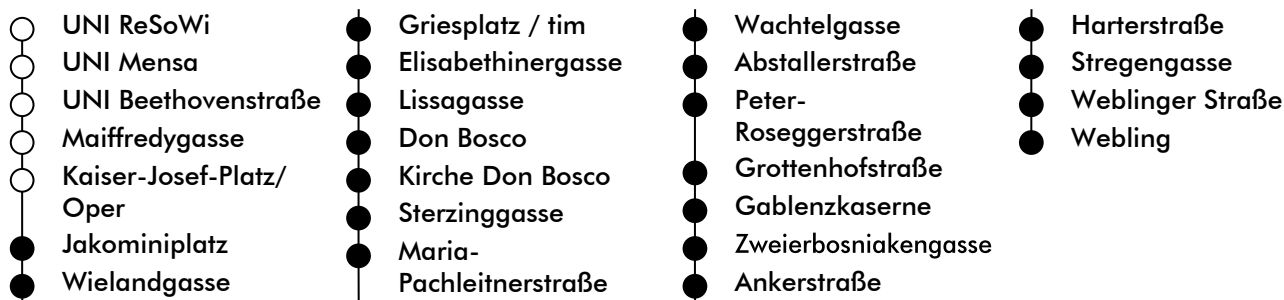 UNI ReSoWi
UNI Mensa
UNI Beethovenstraße
Maiffredygasse
Kaiser-Josef-Platz/
Oper
Jakominiplatz
Wielandgasse
Griesplatz / tim
Elisabethinergasse
Lissagasse
Don Bosco
Kirche Don Bosco
Sterzinggasse
Maria-
Pachleitnerstraße
Wachtelgasse
Abstallerstraße
Peter-
Roseggerstraße
Grottenhofstraße
Gablenzkaserne
Zweierbosniakengasse
Ankerstraße
Harterstraße
Stregengasse
Weblinger Straße
Webling